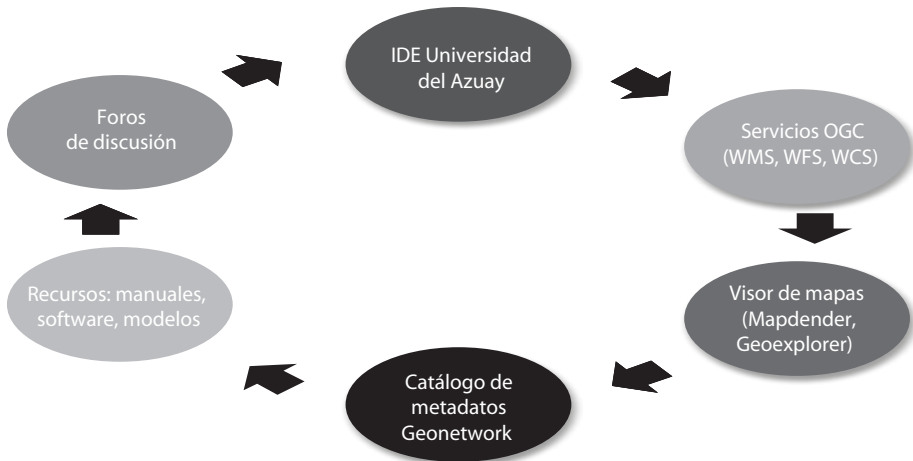 IDE Universidad
del Azuay
Servicios OGC
(WMS, WFS, WCS)
Visor de mapas
(Mapdender,
Geoexplorer)
Catálogo de
metadatos
Geonetwork
Recursos: manuales,
software, modelos
Foros
de discusión